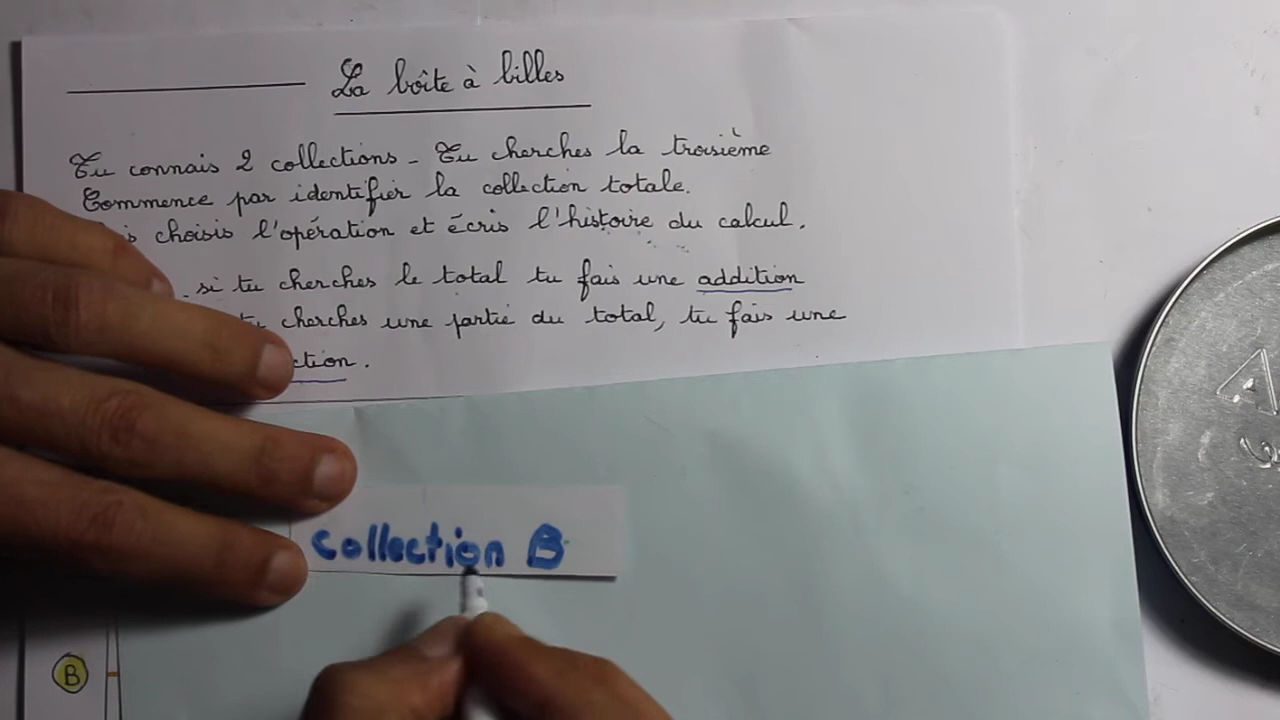 La boîte à billes
Tu connais 2 collections - Tu cherches la troisième
Commence par identifier la collection totale.
choisis l'opération et écris l'histoire du calcul.
- si tu cherches le total tu fais une addition
tu cherches une partie du total, tu fais une
ction.
collection B
B